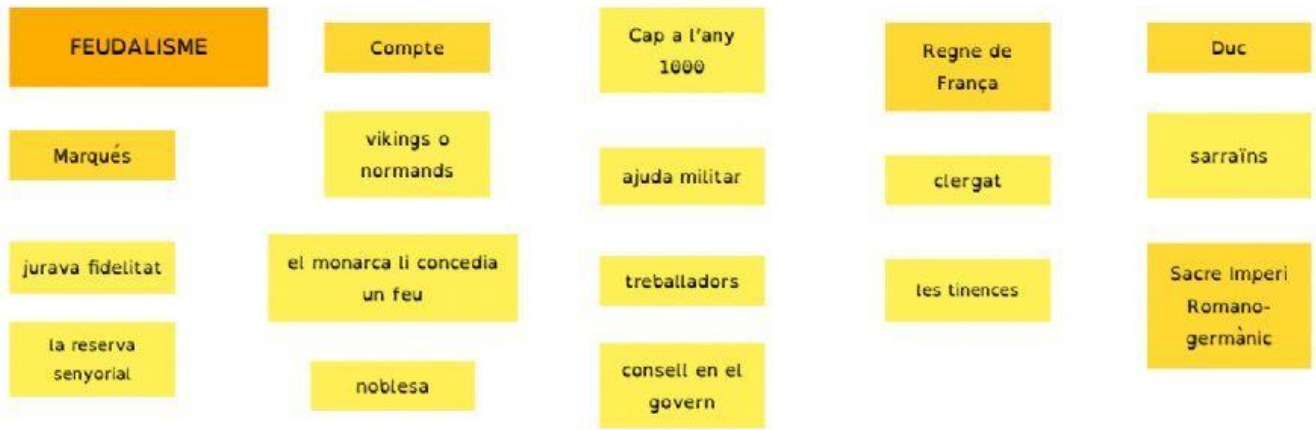 FEUDALISME
Compte
Cap a l'any
1000
Regne de
França
Duc
Marqués
vikings o
normands
ajuda militar
clergat
sarraïns
jurava fidelitat
el monarca li concedia
un feu
treballadors
les tinences
Sacre Imperi
Romano-
germànic
la reserva
senyorial
noblesa
consell en el
govern